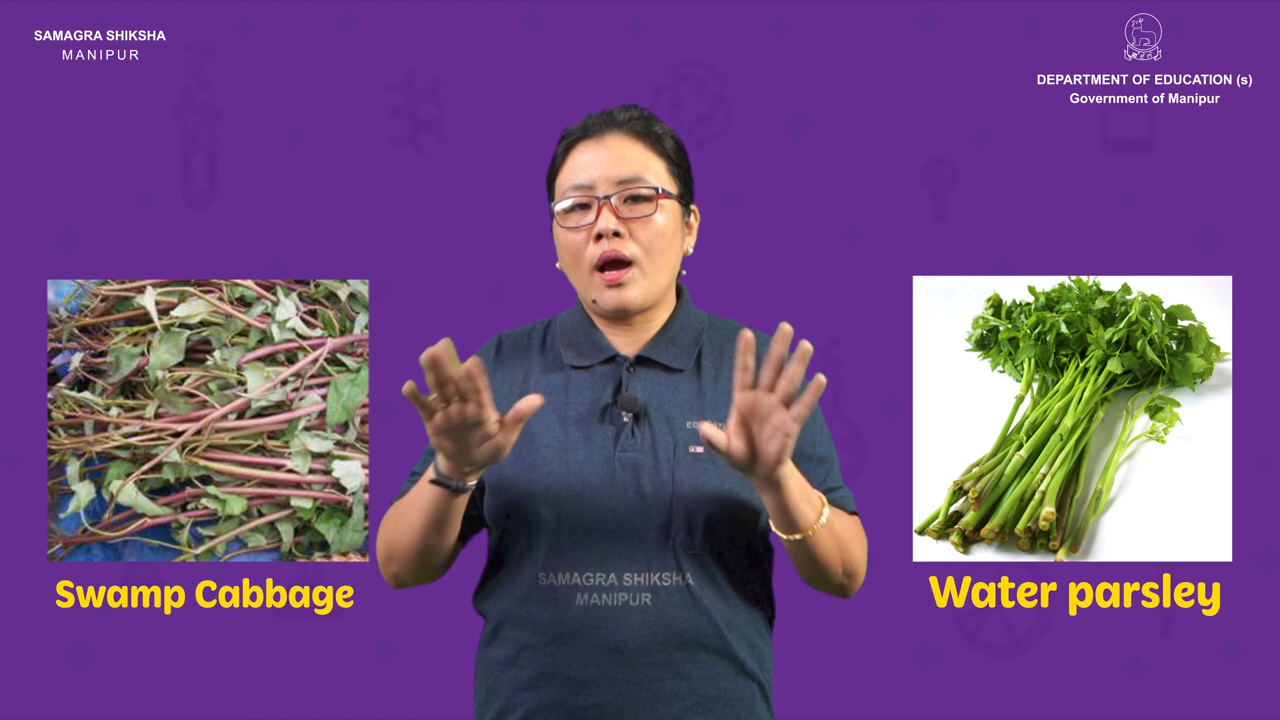 SAMAGRA SHIKSHA
MANIPUR
DEPARTMENT OF EDUCATION (s)
Government of Manipur
SAMAGRA SHIKSHA
MANIPUR
Swamp Cabbage
Water parsley